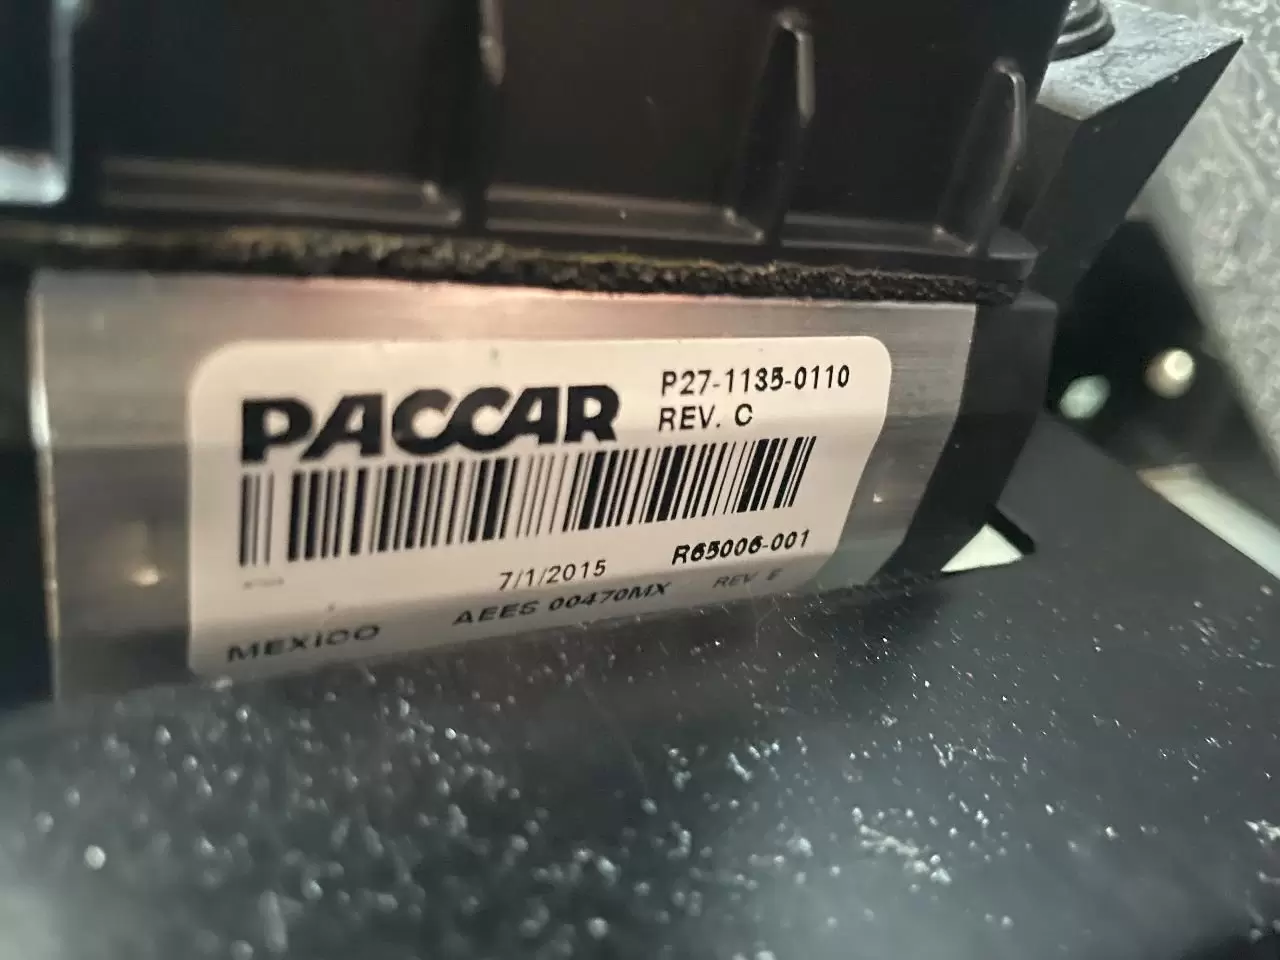 PACCAR
P27-1135-0110
REV. C
7/1/2015
R65006-001
MEXICO
AEES 00470MX
REV E